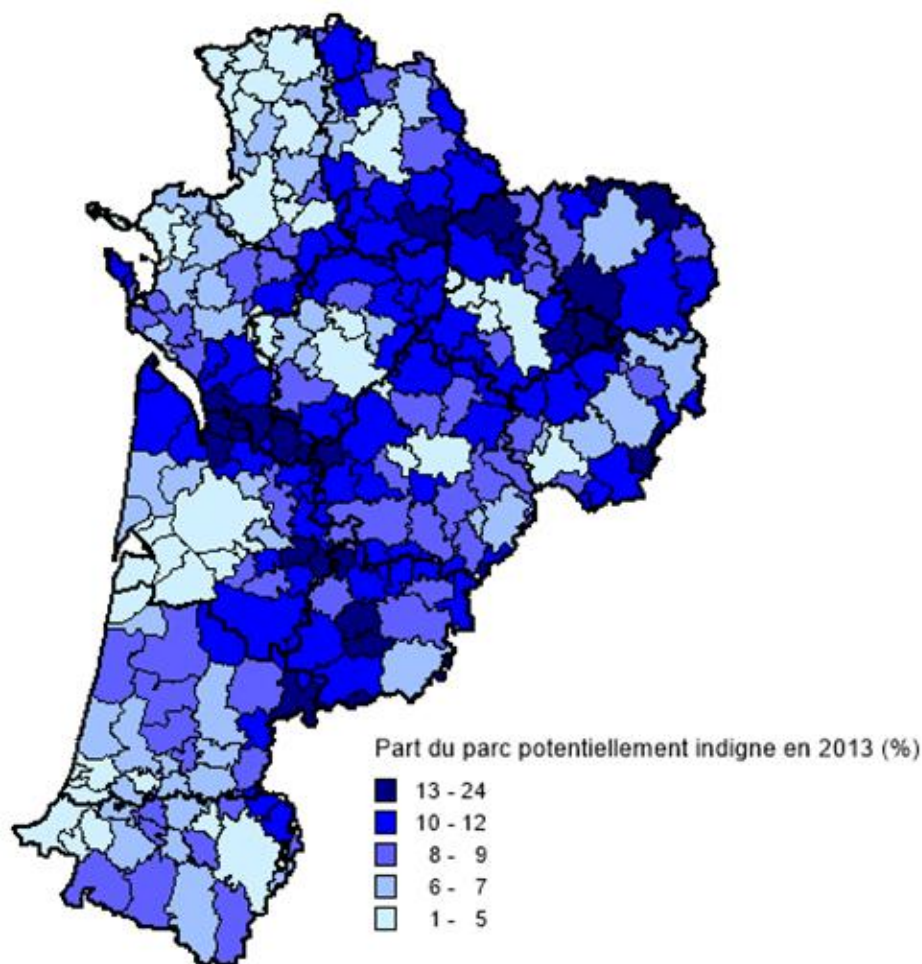 Part du parc potentiellement indigne en 2013 (%)
13 - 24
10 - 12
8 - 9
6 - 7
1 - 5